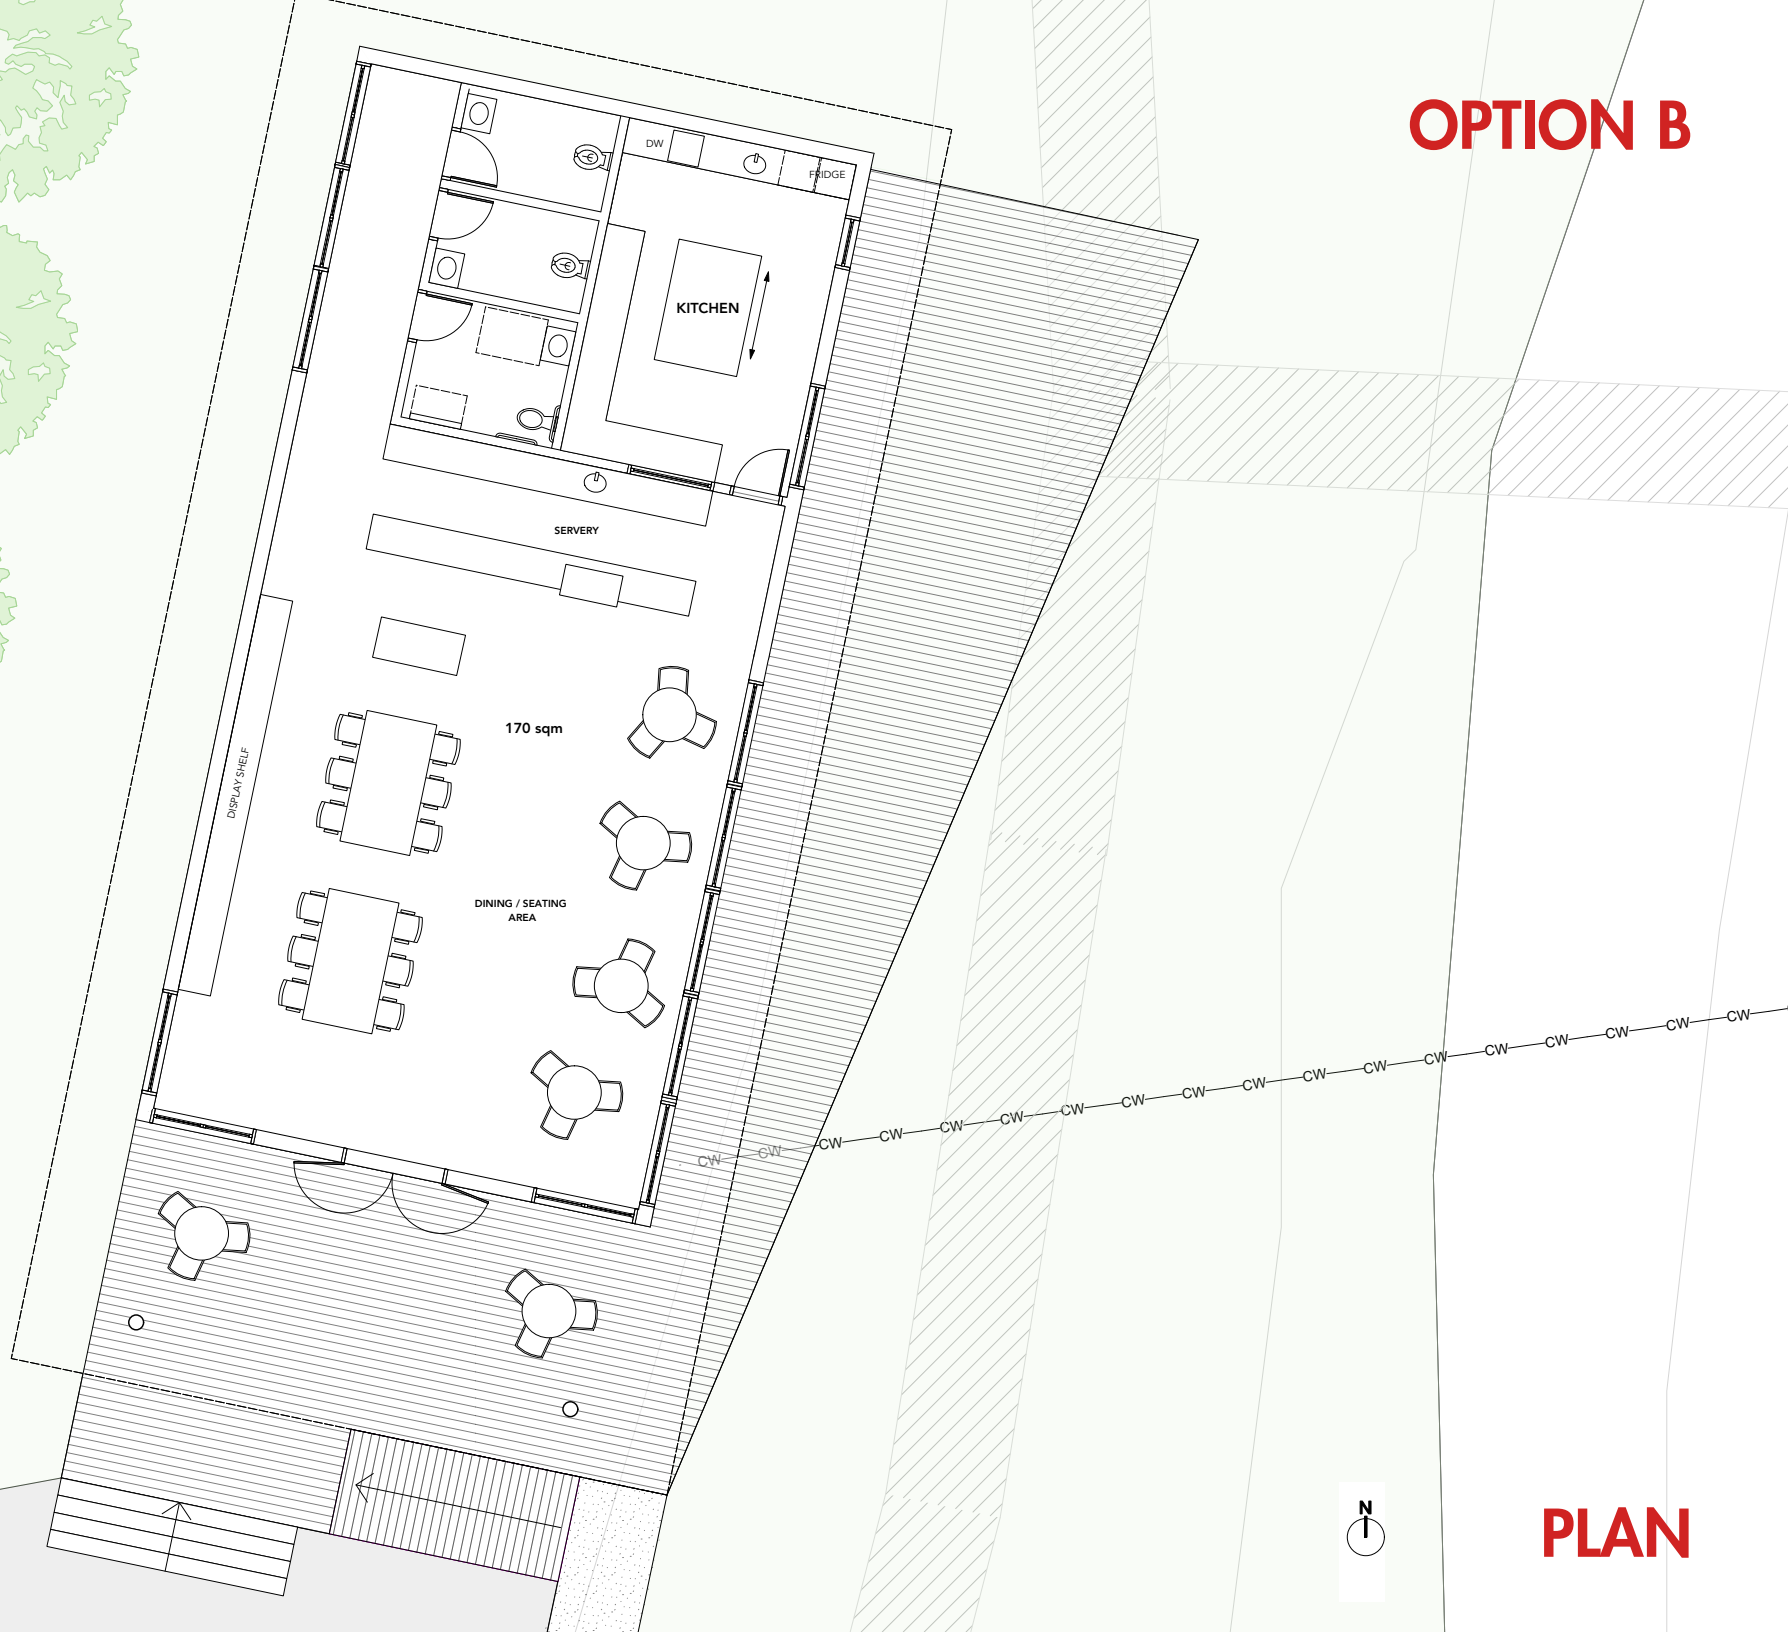 OPTION B
DW
FRIDGE
KITCHEN
SERVERY
170 sqm
DISPLAY SHELF
DINING / SEATING
AREA
CW CW CW CW CW CW CW CW CW CW CW CW CW CW CW CW CW CW
N
PLAN